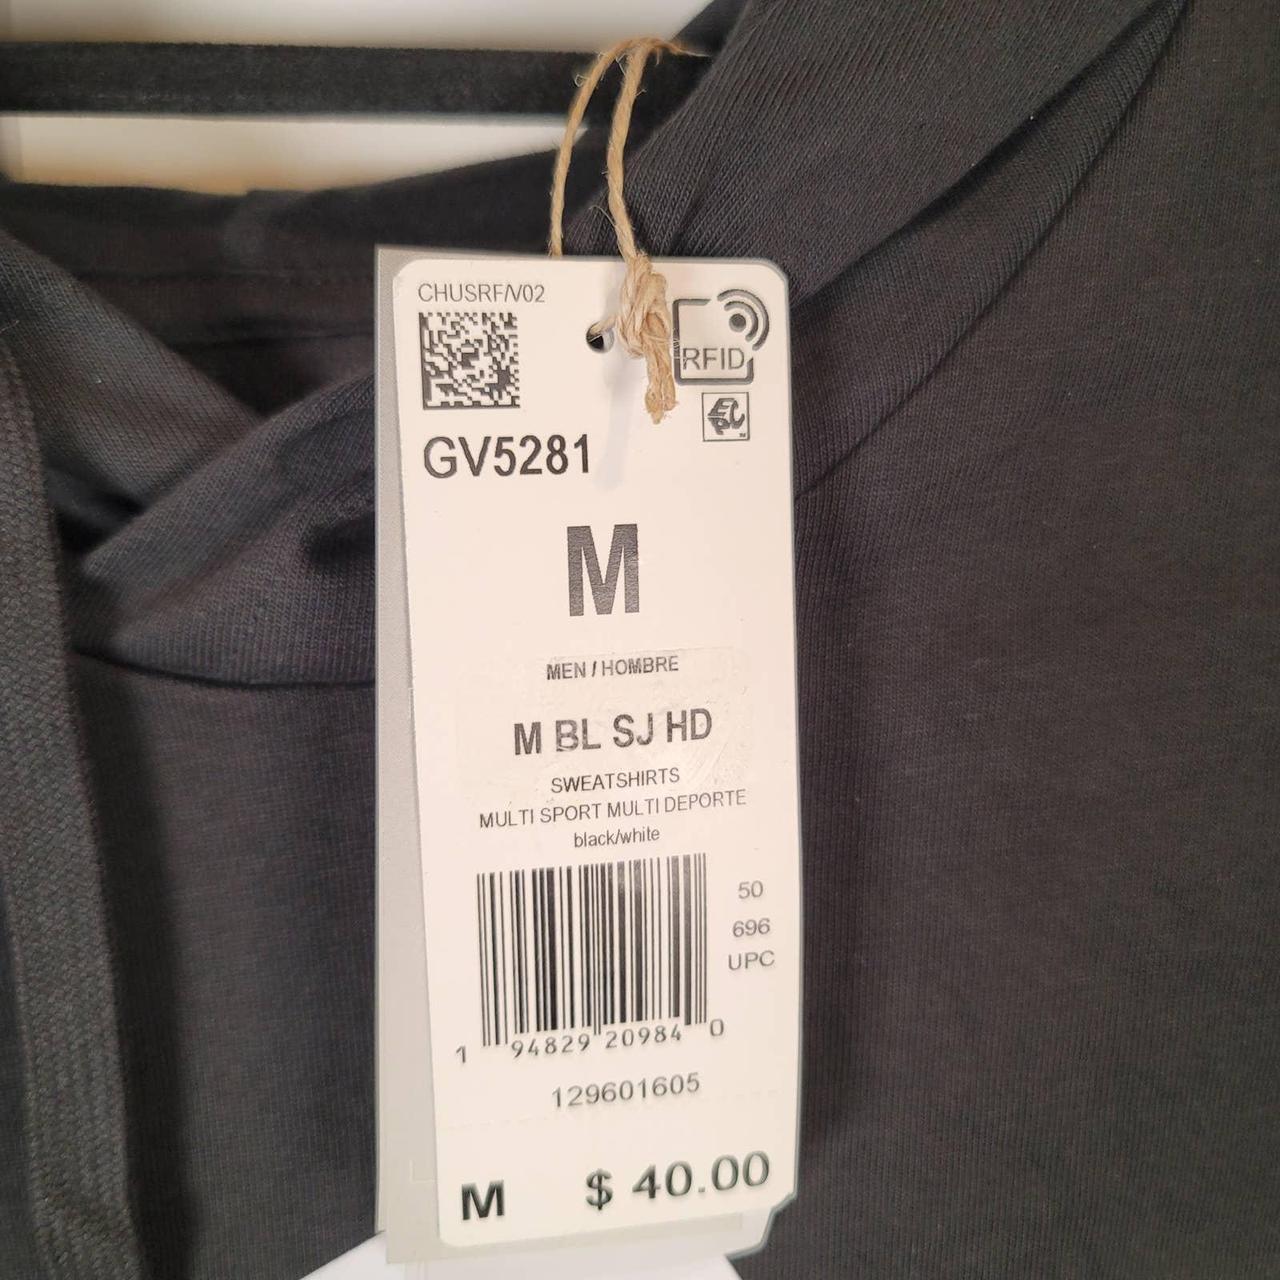 CHUSRF/V02
RFID
EPC
GV5281
M
MEN / HOMBRE
M BL SJ HD
SWEATSHIRTS
MULTI SPORT MULTI DEPORTE
black/white
50
696
UPC
1 94829 20984 0
129601605
M $ 40.00